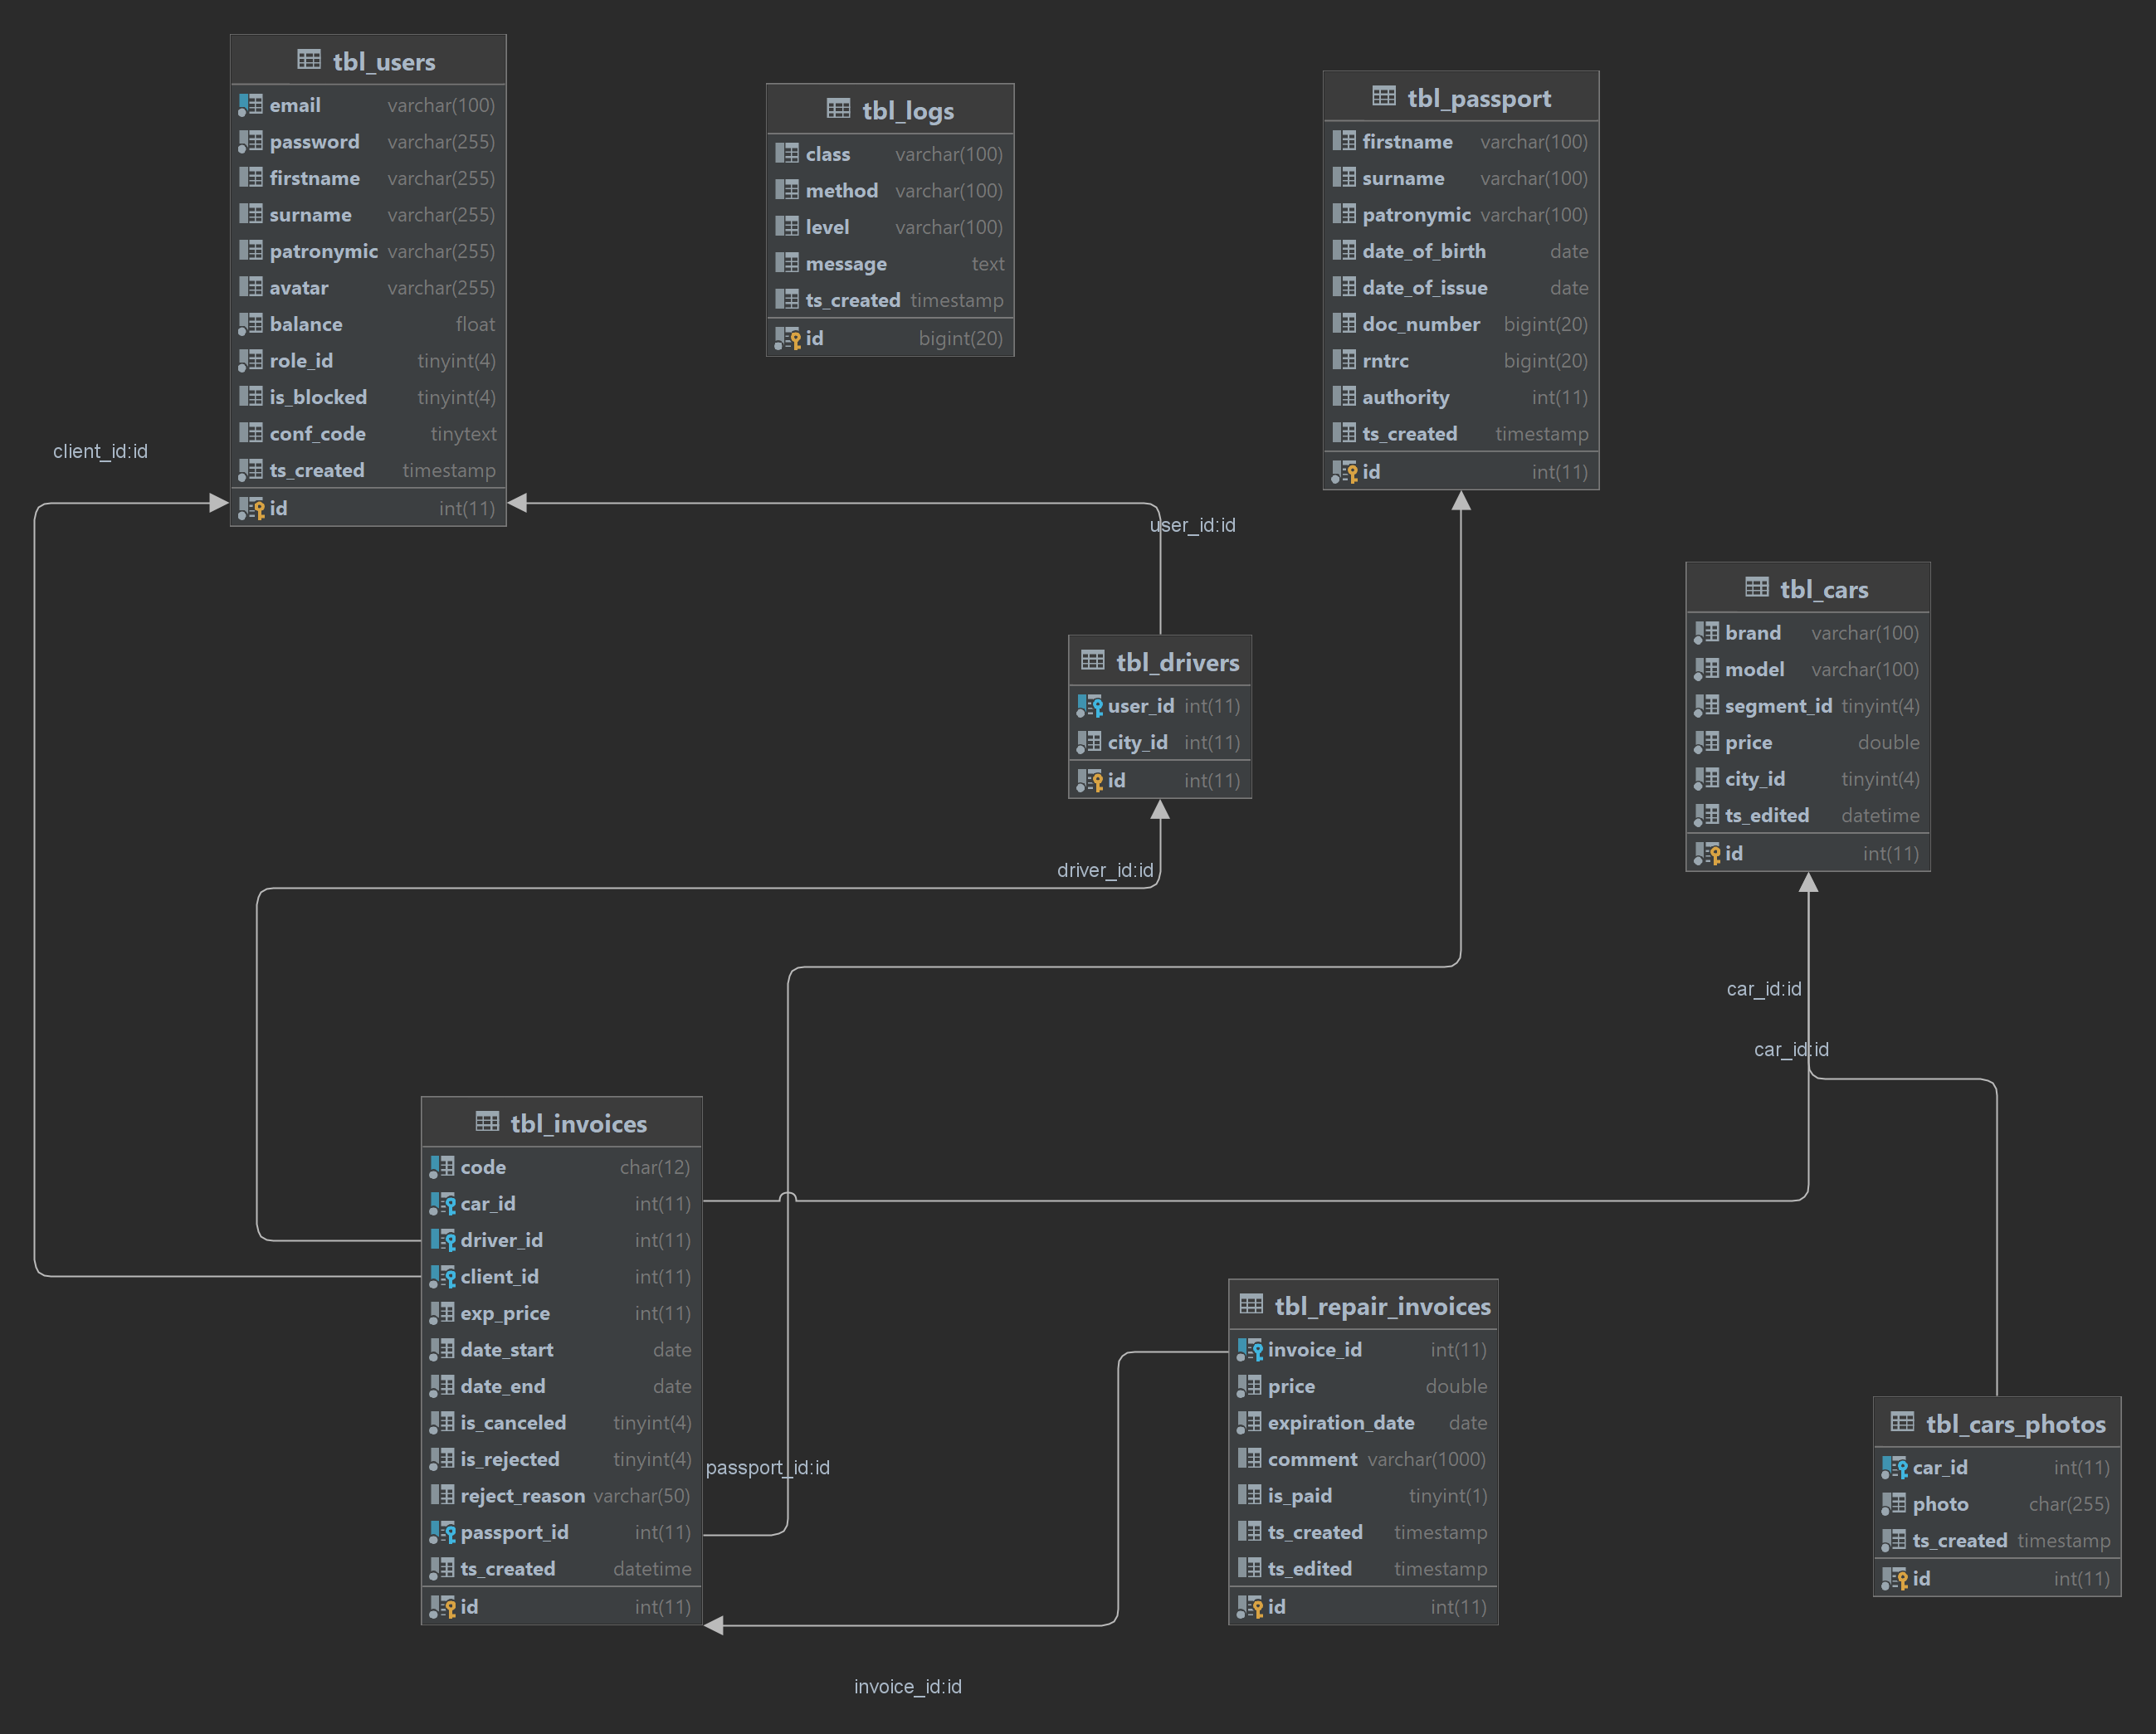 tbl_users
email varchar(100)
password varchar(255)
firstname varchar(255)
surname varchar(255)
patronymic varchar(255)
avatar varchar(255)
balance float
role_id tinyint(4)
is_blocked tinyint(4)
conf_code tinytext
ts_created timestamp
id int(11)
tbl_logs
class varchar(100)
method varchar(100)
level varchar(100)
message text
ts_created timestamp
id bigint(20)
tbl_passport
firstname varchar(100)
surname varchar(100)
patronymic varchar(100)
date_of_birth date
date_of_issue date
doc_number bigint(20)
rntrc bigint(20)
authority int(11)
ts_created timestamp
id int(11)
client_id:id
user_id:id
tbl_drivers
user_id int(11)
city_id int(11)
id int(11)
tbl_cars
brand varchar(100)
model varchar(100)
segment_id tinyint(4)
price double
city_id tinyint(4)
ts_edited datetime
id int(11)
driver_id:id
car_id:id
car_id:id
tbl_invoices
code char(12)
car_id int(11)
driver_id int(11)
client_id int(11)
exp_price int(11)
date_start date
date_end date
is_canceled tinyint(4)
is_rejected tinyint(4)
reject_reason varchar(50)
passport_id int(11)
ts_created datetime
id int(11)
passport_id:id
tbl_repair_invoices
invoice_id int(11)
price double
expiration_date date
comment varchar(1000)
is_paid tinyint(1)
ts_created timestamp
ts_edited timestamp
id int(11)
tbl_cars_photos
car_id int(11)
photo char(255)
ts_created timestamp
id int(11)
invoice_id:id